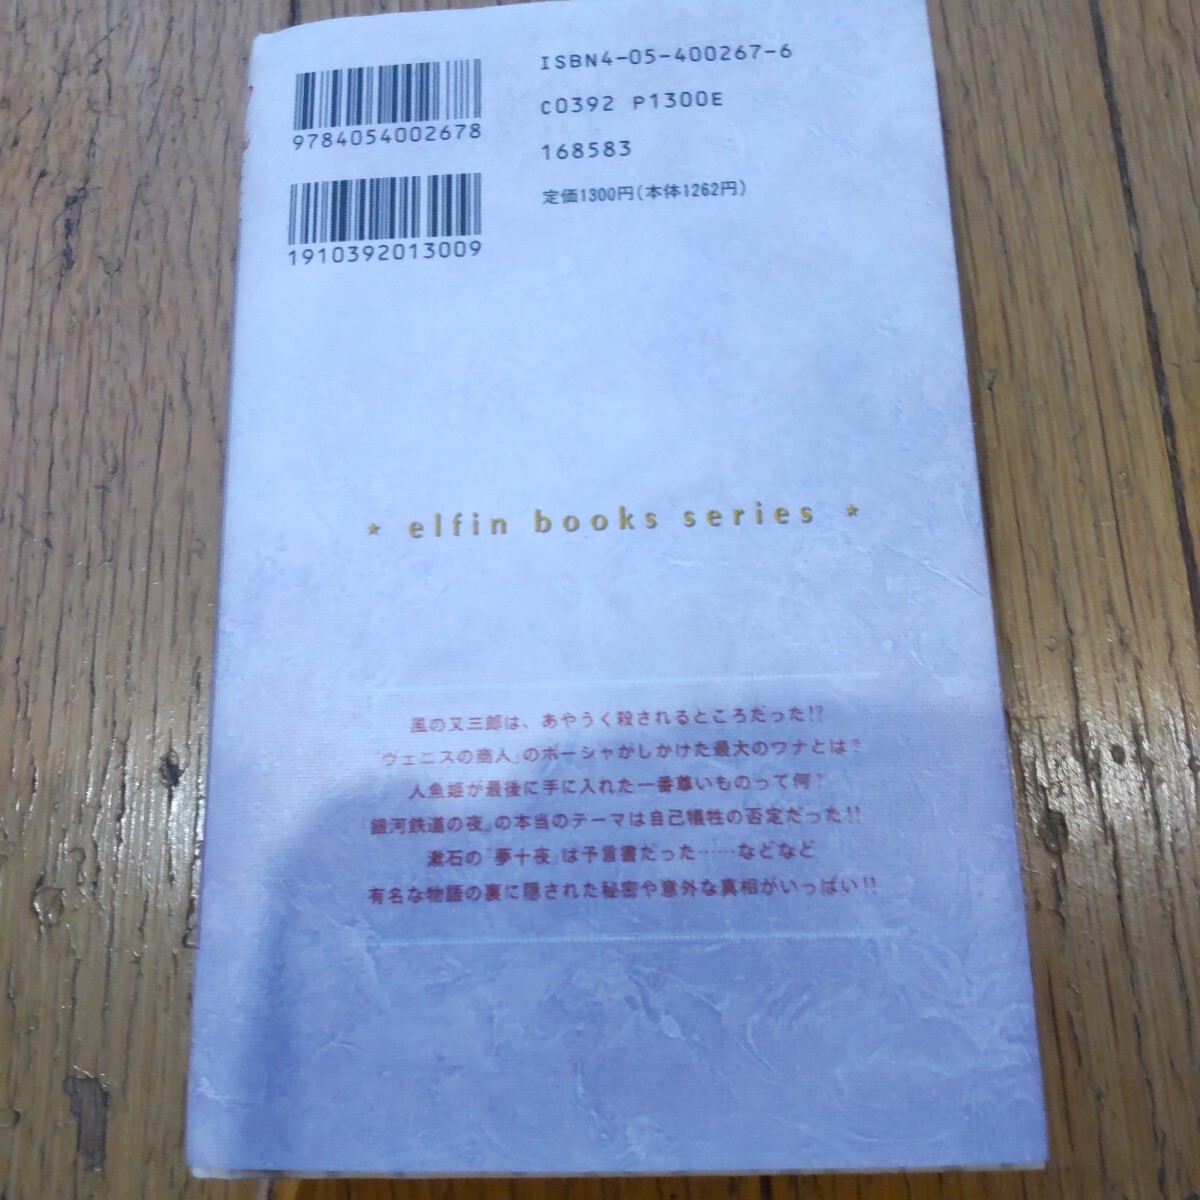 9784054002678
1910392013009
ISBN4-05-400267-6
C0392 P1300E
168583
定価1300円(本体1262円)
★ elfin books series ★
風の又三郎は、あやうく殺されるところだった!?
「ヴェニスの商人」のポーシャがしかけた最大のワナとは?
人魚姫が最後に手に入れた一番尊いものって何?
「銀河鉄道の夜」の本当のテーマは自己犠牲の否定だった!!
漱石の「夢十夜」は予言書だった……などなど
有名な物語の裏に隠された秘密や意外な真相がいっぱい!!